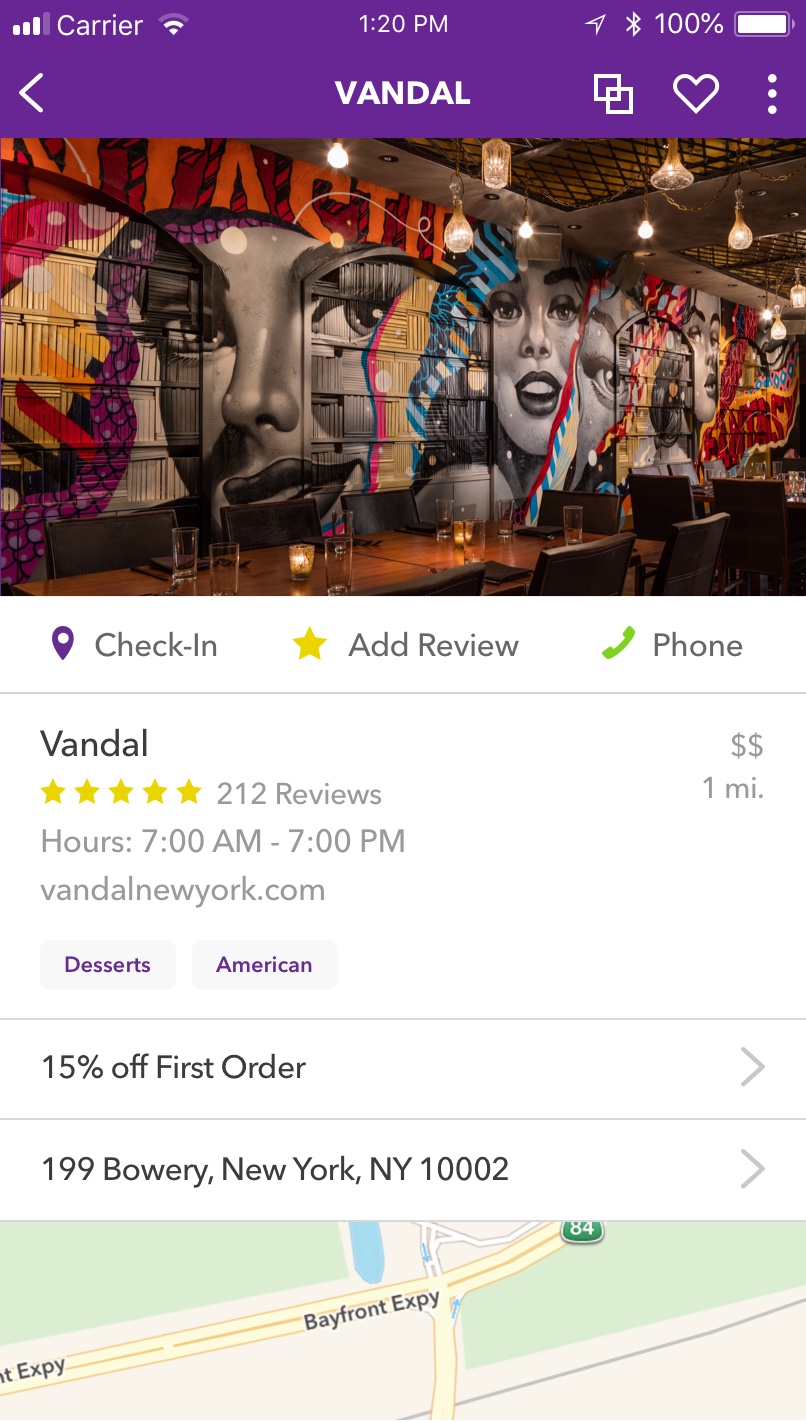 Carrier 1:20 PM 100%
VANDAL
Check-In Add Review Phone
Vandal $$
212 Reviews 1 mi.
Hours: 7:00 AM - 7:00 PM
vandalnewyork.com
Desserts American
15% off First Order
199 Bowery, New York, NY 10002
84
Bayfront Expy
nt Expy